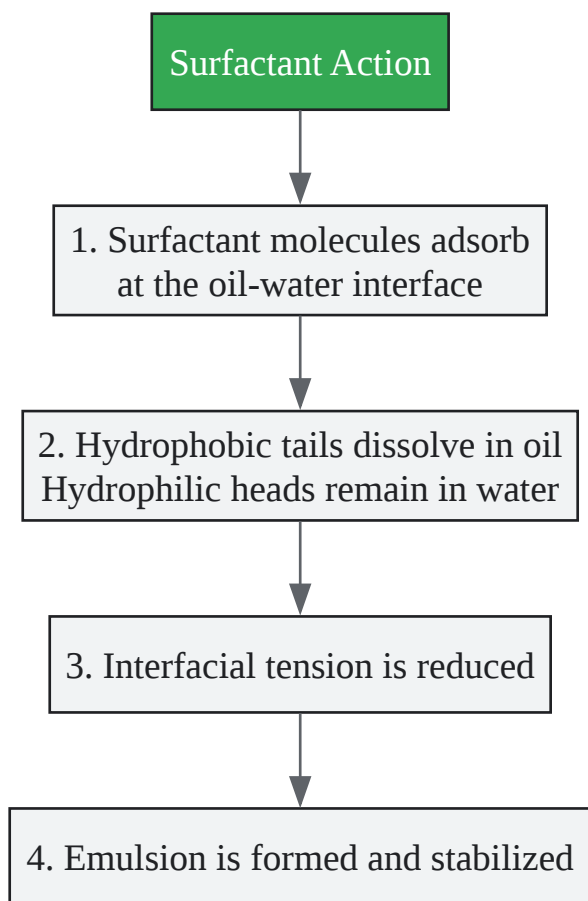 Surfactant Action
1. Surfactant molecules adsorb
at the oil-water interface
2. Hydrophobic tails dissolve in oil
Hydrophilic heads remain in water
3. Interfacial tension is reduced
4. Emulsion is formed and stabilized